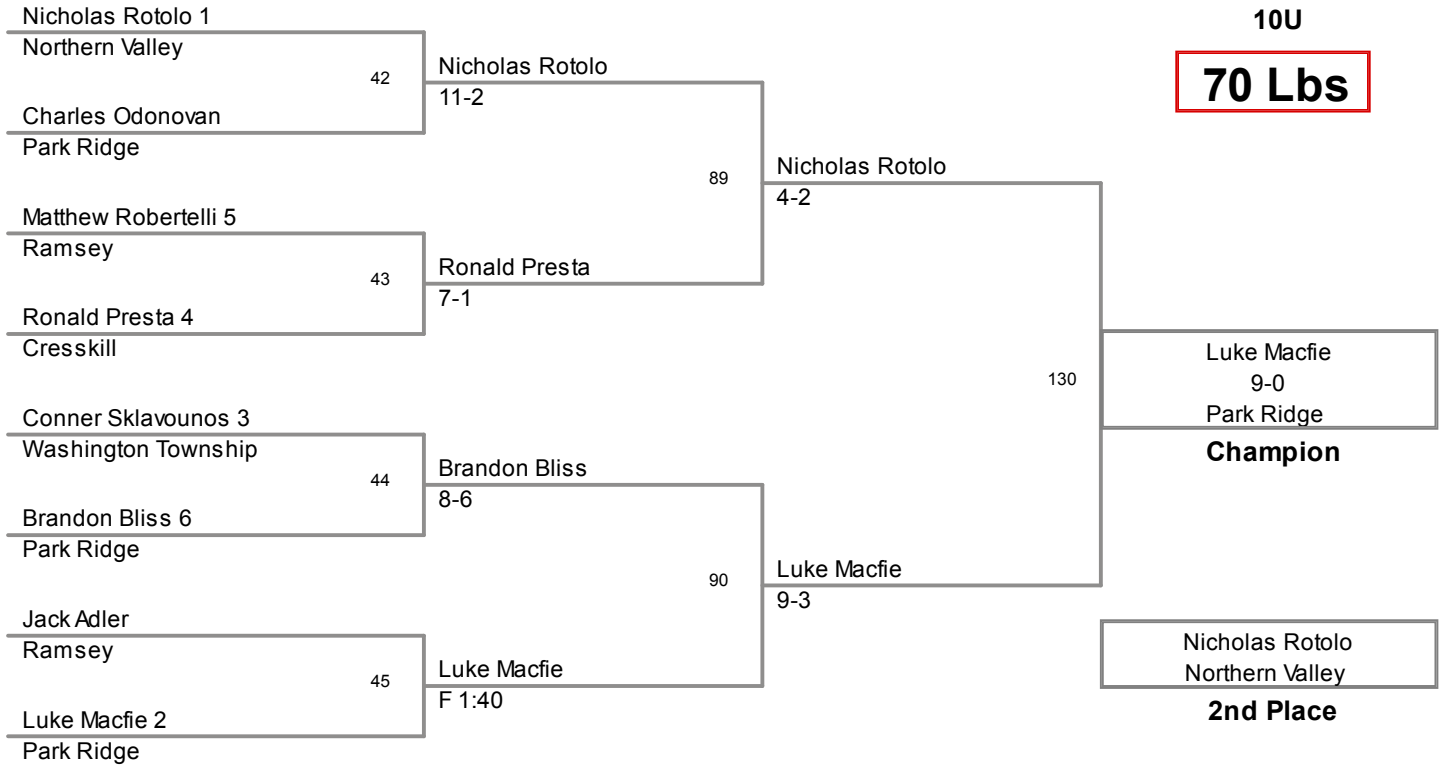 Nicholas Rotolo 1
Northern Valley
42
Charles Odonovan
Park Ridge
Nicholas Rotolo
11-2
Matthew Robertelli 5
Ramsey
43
Ronald Presta 4
Cresskill
Ronald Presta
7-1
89
Nicholas Rotolo
4-2
Conner Sklavounos 3
Washington Township
44
Brandon Bliss 6
Park Ridge
Brandon Bliss
8-6
Jack Adler
Ramsey
45
Luke Macfie 2
Park Ridge
Luke Macfie
F 1:40
90
Luke Macfie
9-3
130
10U
70 Lbs
Luke Macfie
9-0
Park Ridge
Champion
Nicholas Rotolo
Northern Valley
2nd Place